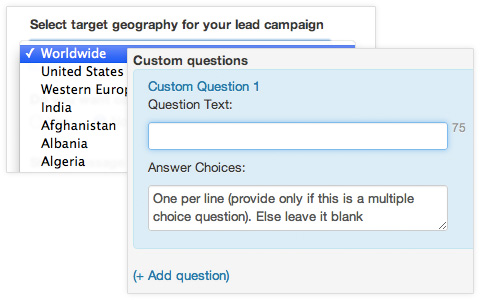 Select target geography for your lead campaign
✓ Worldwide
United States
Western Euro
India
Afghanistan
Albania
Algeria
Custom questions
Custom Question 1
Question Text:
75
Answer Choices:
One per line (provide only if this is a multiple
choice question). Else leave it blank
(+ Add question)